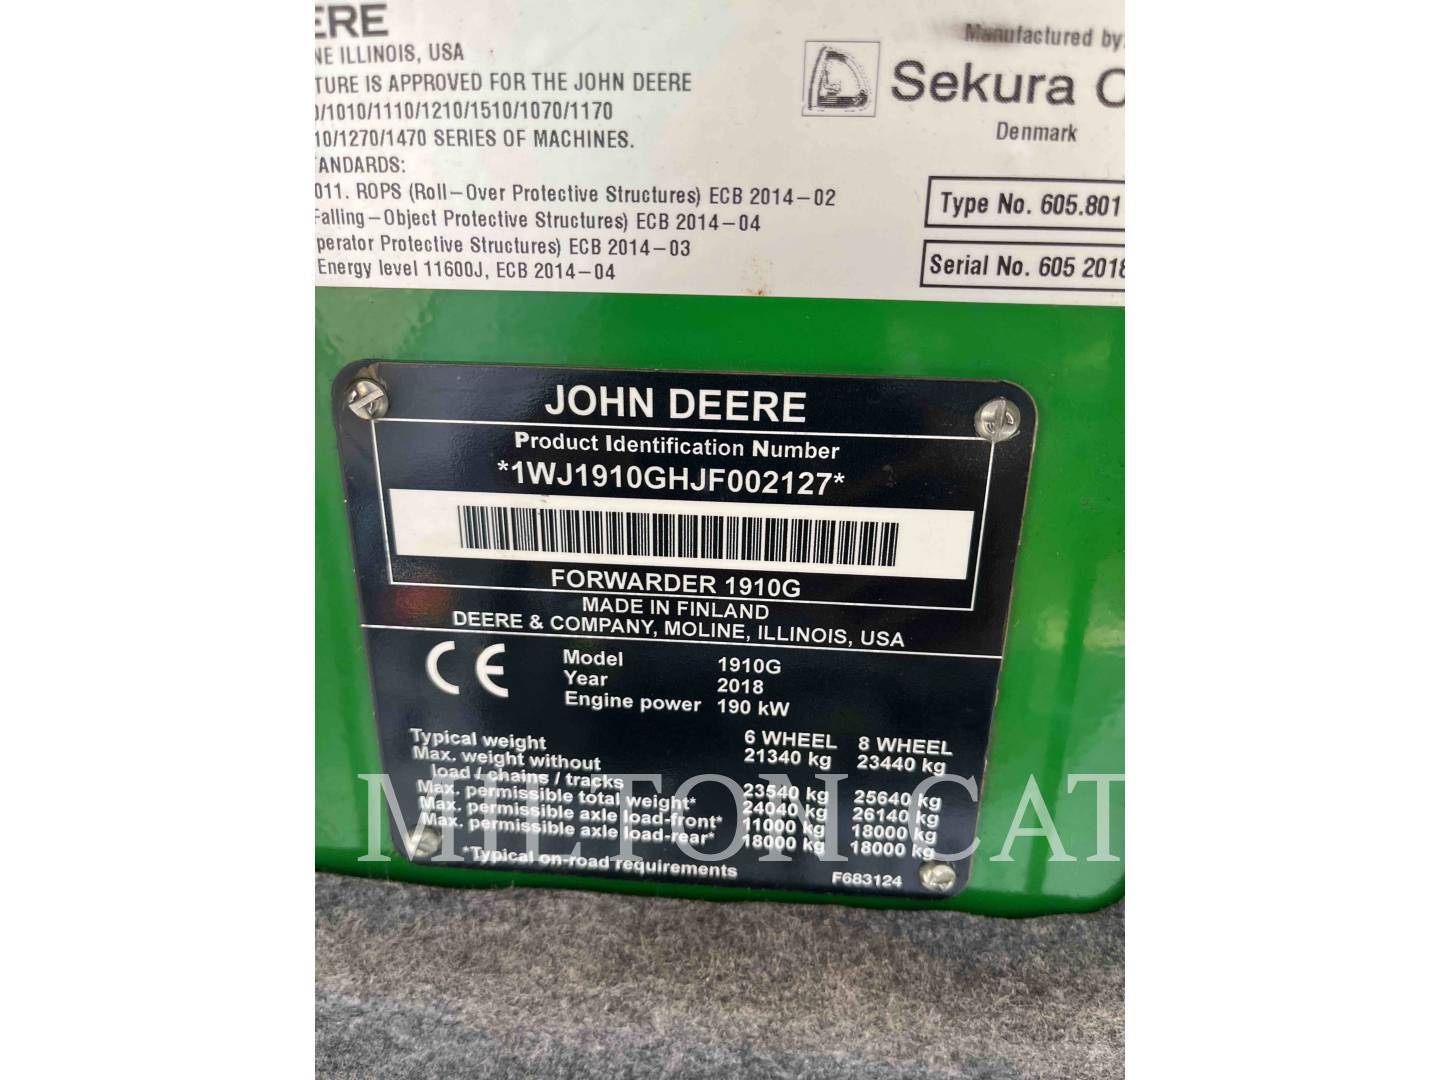 ERE
NE ILLINOIS, USA
TURE IS APPROVED FOR THE JOHN DEERE
0/1010/1110/1210/1510/1070/1170
10/1270/1470 SERIES OF MACHINES.
ANDARDS:
011. ROPS (Roll-Over Protective Structures) ECB 2014-02
Falling-Object Protective Structures) ECB 2014-04
perator Protective Structures) ECB 2014-03
Energy level 11600J, ECB 2014-04
Manufactured by:
Sekura C
Denmark
Type No. 605.801
Serial No. 605 2018
JOHN DEERE
Product Identification Number
*1WJ1910GHJF002127*
FORWARDER 1910G
MADE IN FINLAND
DEERE & COMPANY, MOLINE, ILLINOIS, USA
CE
Model 1910G
Year 2018
Engine power 190 kW
6 WHEEL 8 WHEEL
Typical weight 21340 kg 23440 kg
Max. weight without
load / chains / tracks 23540 kg 25640 kg
Max. permissible total weight* 24040 kg 26140 kg
Max. permissible axle load-front* 11000 kg 18000 kg
Max. permissible axle load-rear* 18000 kg 18000 kg
*Typical on-road requirements F683124
MILTON CAT